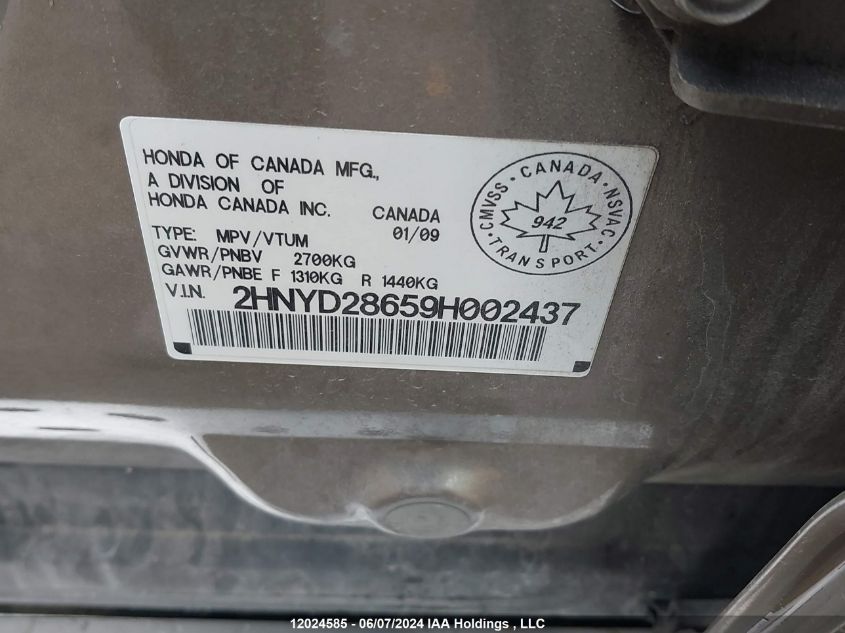 HONDA OF CANADA MFG.,
A DIVISION OF
HONDA CANADA INC. CANADA
01/09
TYPE: MPV/VTUM
GVWR/PNBV 2700KG
GAWR/PNBE F 1310KG R 1440KG
V.I.N. 2HNYD28659H002437
CMVSS · CANADA · NSVAC
942
TRANSPORT
12024585 - 06/07/2024 IAA Holdings , LLC